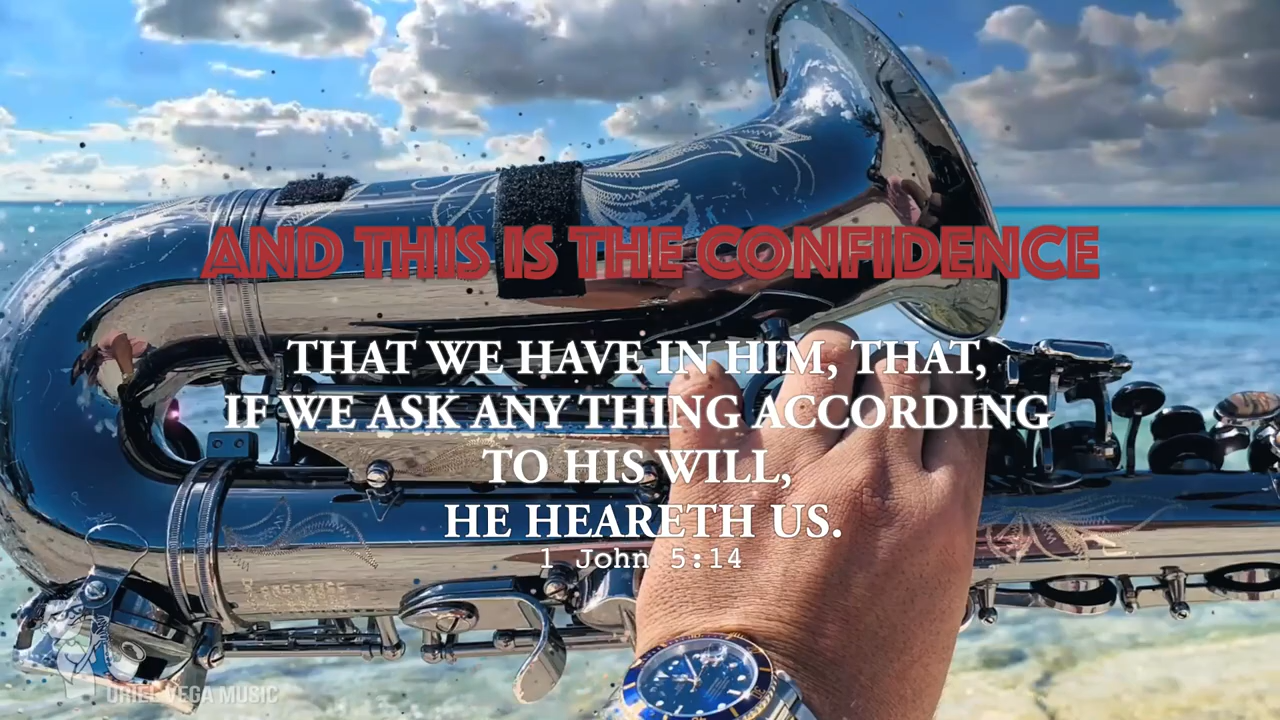 AND THIS IS THE CONFIDENCE
THAT WE HAVE IN HIM, THAT,
IF WE ASK ANY THING ACCORDING
TO HIS WILL,
HE HEARETH US.
1 John 5:14
ORIEL VEGA MUSIC